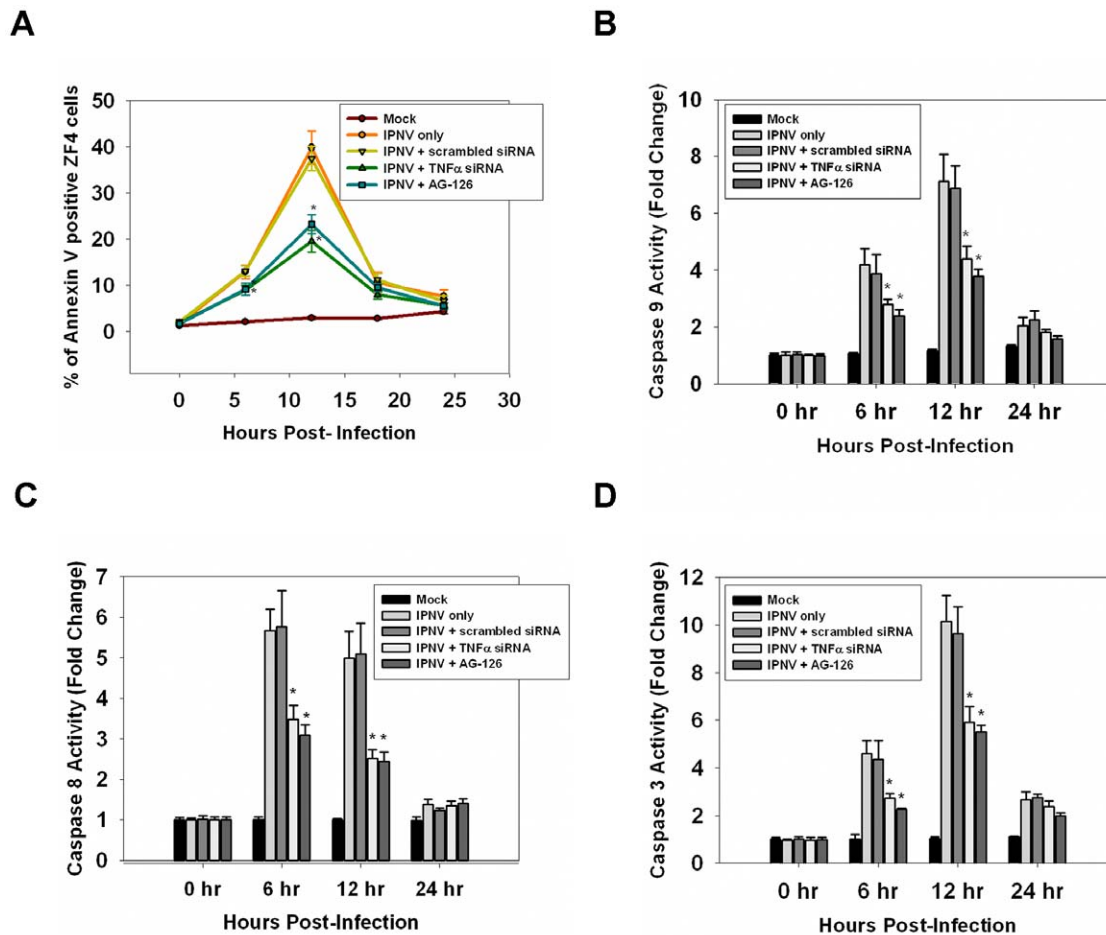 A
% of Annexin V positive ZF4 cells
50
40
30
20
10
0
Mock
IPNV only
IPNV + scrambled siRNA
IPNV + TNFα siRNA
IPNV + AG-126
*
*
*
0 5 10 15 20 25 30
Hours Post- Infection
B
Caspase 9 Activity (Fold Change)
10
8
6
4
2
0
Mock
IPNV only
IPNV + scrambled siRNA
IPNV + TNFα siRNA
IPNV + AG-126
* *
* *
0 hr 6 hr 12 hr 24 hr
Hours Post-Infection
C
Caspase 8 Activity (Fold Change)
7
6
5
4
3
2
1
0
Mock
IPNV only
IPNV + scrambled siRNA
IPNV + TNFα siRNA
IPNV + AG-126
* *
* *
0 hr 6 hr 12 hr 24 hr
Hours Post-Infection
D
Caspase 3 Activity (Fold Change)
12
10
8
6
4
2
0
Mock
IPNV only
IPNV + scrambled siRNA
IPNV + TNFα siRNA
IPNV + AG-126
* *
* *
0 hr 6 hr 12 hr 24 hr
Hours Post-Infection